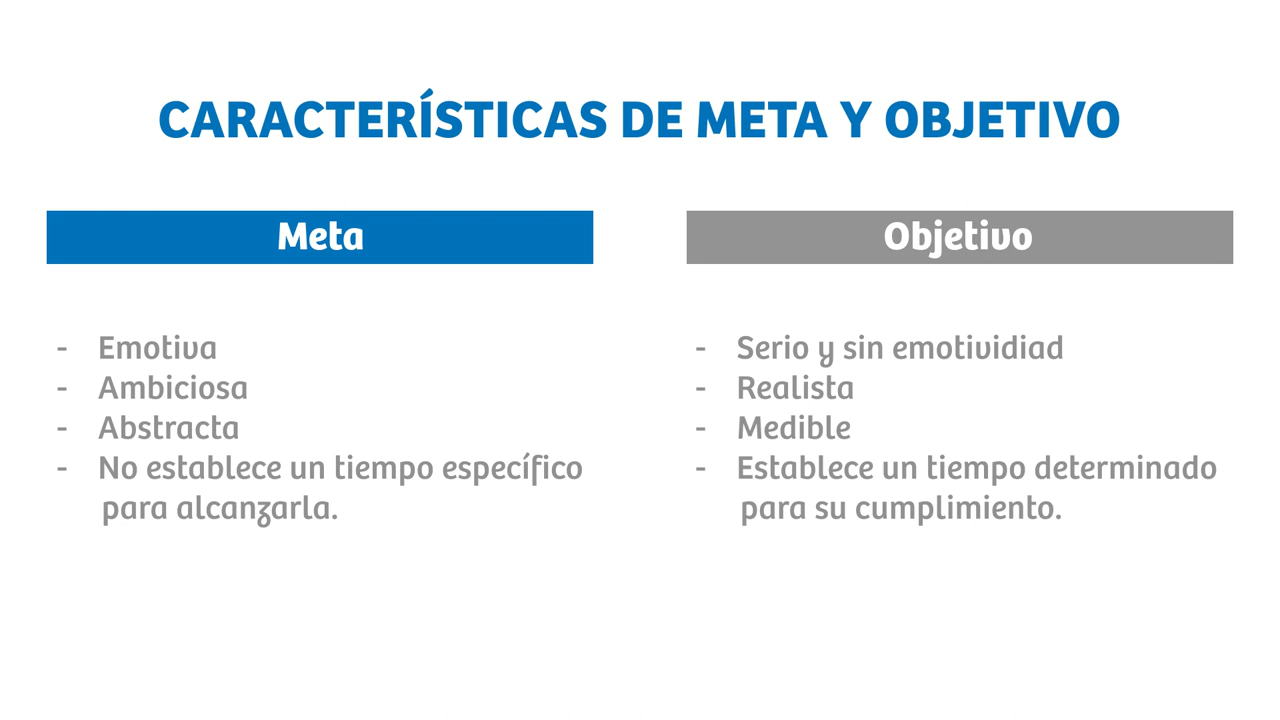 CARACTERÍSTICAS DE META Y OBJETIVO
Meta
- Emotiva
- Ambiciosa
- Abstracta
- No establece un tiempo específico
para alcanzarla.
Objetivo
- Serio y sin emotividiad
- Realista
- Medible
- Establece un tiempo determinado
para su cumplimiento.